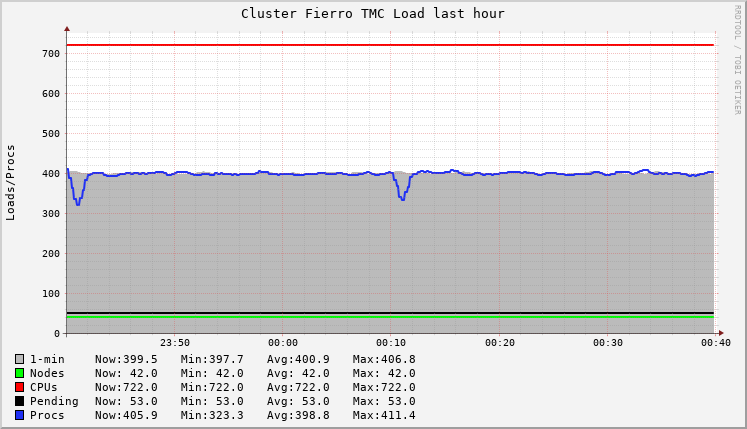 Cluster Fierro TMC Load last hour
RRDTOOL / TOBI OETIKER
Loads/Procs
700
600
500
400
300
200
100
0
23:50 00:00 00:10 00:20 00:30 00:40
1-min Now:399.5 Min:397.7 Avg:400.9 Max:406.8
Nodes Now: 42.0 Min: 42.0 Avg: 42.0 Max: 42.0
CPUs Now:722.0 Min:722.0 Avg:722.0 Max:722.0
Pending Now: 53.0 Min: 53.0 Avg: 53.0 Max: 53.0
Procs Now:405.9 Min:323.3 Avg:398.8 Max:411.4